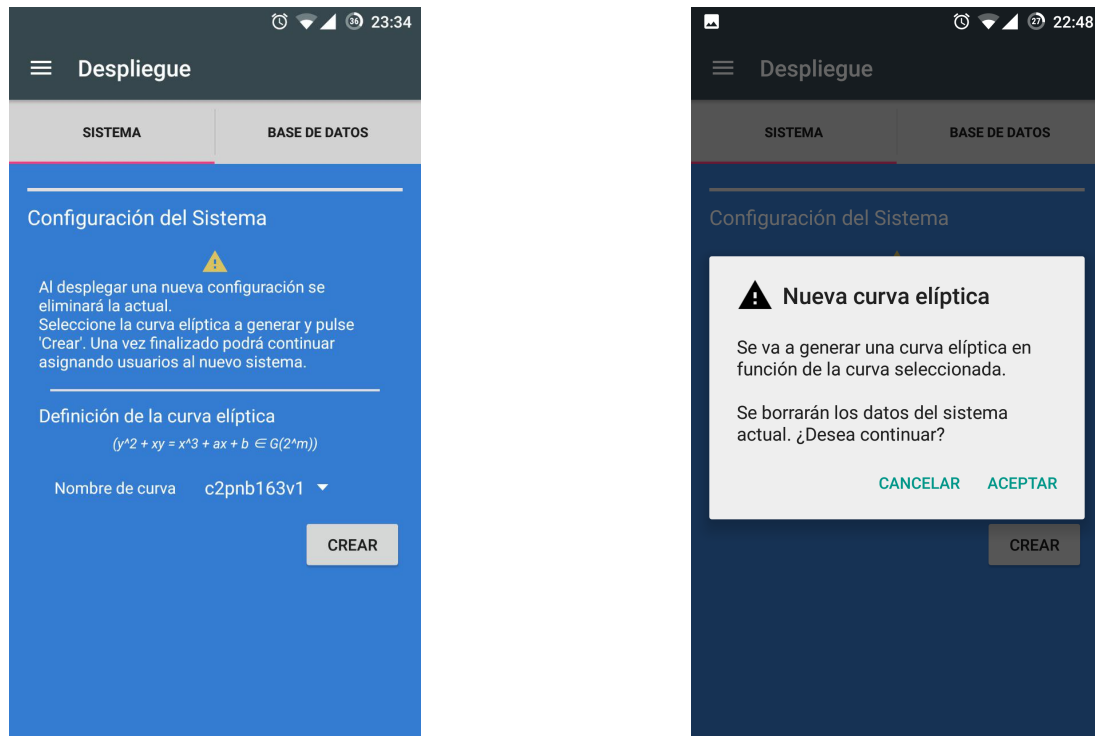 36 23:34
Despliegue
SISTEMA BASE DE DATOS
Configuración del Sistema
Al desplegar una nueva configuración se
eliminará la actual.
Seleccione la curva elíptica a generar y pulse
'Crear'. Una vez finalizado podrá continuar
asignando usuarios al nuevo sistema.
Definición de la curva elíptica
(y^2 + xy = x^3 + ax + b ∈ G(2^m))
Nombre de curva c2pnb163v1
CREAR
27 22:48
Despliegue
SISTEMA BASE DE DATOS
Configuración del Sistema
Nueva curva elíptica
Se va a generar una curva elíptica en
función de la curva seleccionada.
Se borrarán los datos del sistema
actual. ¿Desea continuar?
CANCELAR ACEPTAR
CREAR